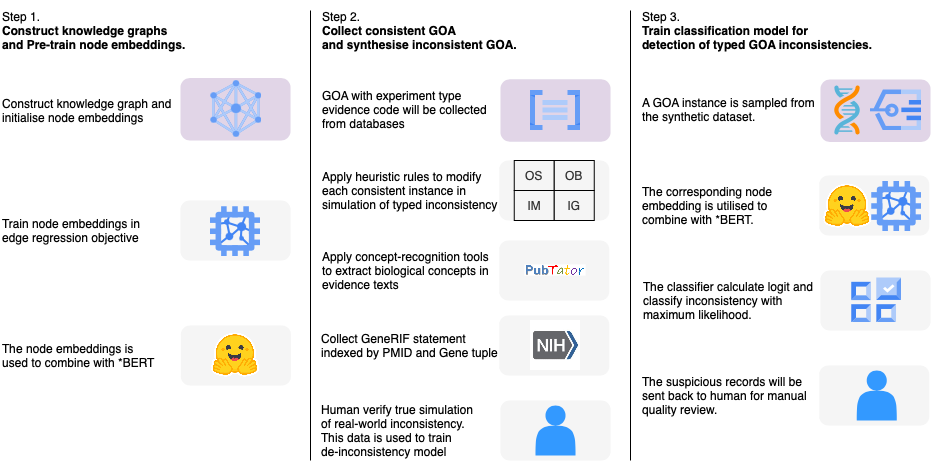 Step 1.
Construct knowledge graphs
and Pre-train node embeddings.
Construct knowledge graph and
initialise node embeddings
Train node embeddings in
edge regression objective
The node embeddings is
used to combine with *BERT
Step 2.
Collect consistent GOA
and synthesise inconsistent GOA.
GOA with experiment type
evidence code will be collected
from databases
Apply heuristic rules to modify
each consistent instance in
simulation of typed inconsistency
OS OB
IM IG
Apply concept-recognition tools
to extract biological concepts in
evidence texts
PubTator
Collect GeneRIF statement
indexed by PMID and Gene tuple
NIH
Human verify true simulation
of real-world inconsistency.
This data is used to train
de-inconsistency model
Step 3.
Train classification model for
detection of typed GOA inconsistencies.
A GOA instance is sampled from
the synthetic dataset.
The corresponding node
embedding is utilised to
combine with *BERT.
The classifier calculate logit and
classify inconsistency with
maximum likelihood.
The suspicious records will be
sent back to human for manual
quality review.